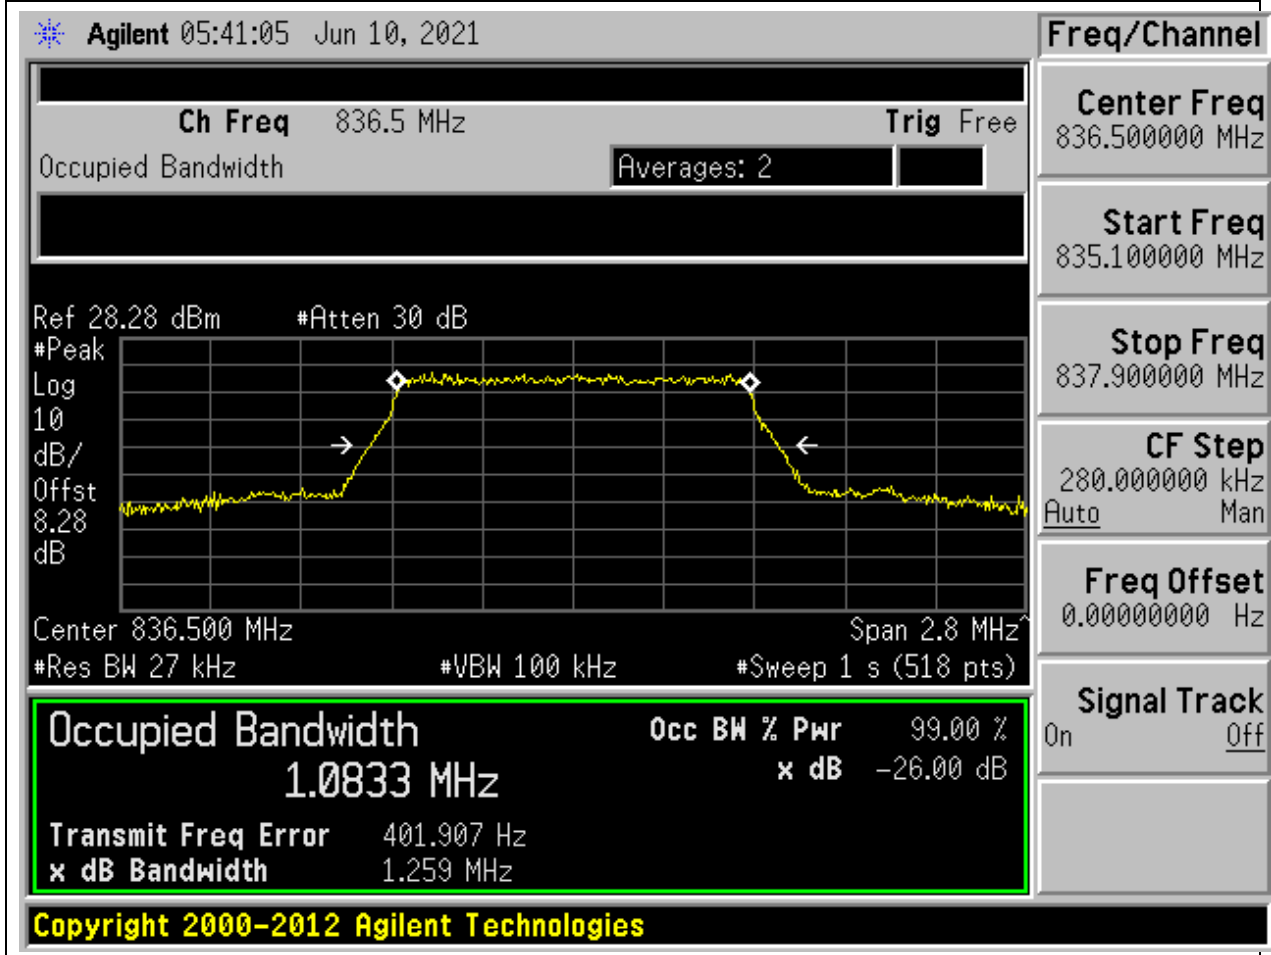 Agilent 05:41:05 Jun 10, 2021
Freq/Channel
Ch Freq 836.5 MHz Trig Free
Occupied Bandwidth Averages: 2
Center Freq
836.500000 MHz
Start Freq
835.100000 MHz
Stop Freq
837.900000 MHz
CF Step
280.000000 kHz
Auto Man
Freq Offset
0.00000000 Hz
Signal Track
On Off
Ref 28.28 dBm #Atten 30 dB
#Peak
Log
10
dB/
Offst
8.28
dB
Center 836.500 MHz Span 2.8 MHz^
#Res BW 27 kHz #VBW 100 kHz #Sweep 1 s (518 pts)
Occupied Bandwidth
1.0833 MHz
Occ BW % Pwr 99.00 %
x dB -26.00 dB
Transmit Freq Error 401.907 Hz
x dB Bandwidth 1.259 MHz
Copyright 2000-2012 Agilent Technologies